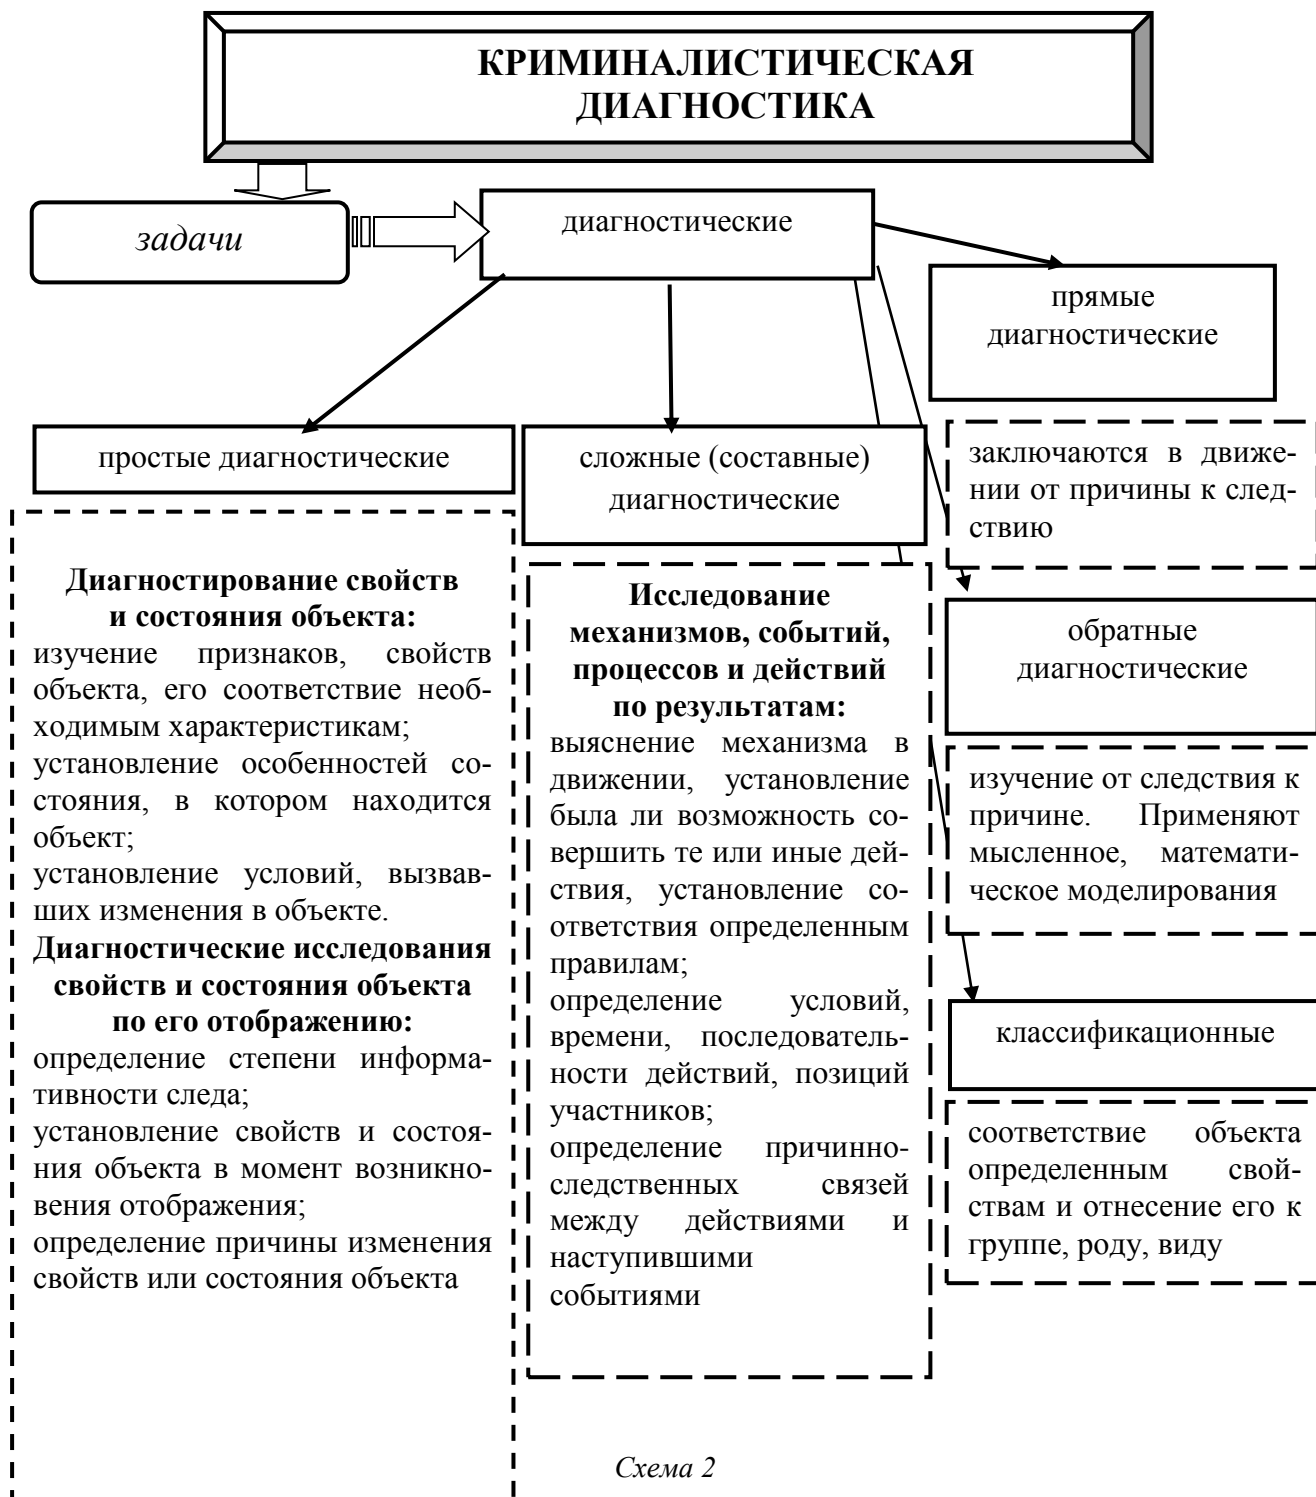 КРИМИНАЛИСТИЧЕСКАЯ
ДИАГНОСТИКА
задачи
диагностические
прямые
диагностические
заключаются в движе-
нии от причины к след-
ствию
простые диагностические
сложные (составные)
диагностические
Диагностирование свойств
и состояния объекта:
изучение признаков, свойств
объекта, его соответствие необ-
ходимым характеристикам;
установление особенностей со-
стояния, в котором находится
объект;
установление условий, вызвав-
ших изменения в объекте.
Диагностические исследования
свойств и состояния объекта
по его отображению:
определение степени информа-
тивности следа;
установление свойств и состоя-
ния объекта в момент возникно-
вения отображения;
определение причины изменения
свойств или состояния объекта
Исследование
механизмов, событий,
процессов и действий
по результатам:
выяснение механизма в
движении, установление
была ли возможность со-
вершить те или иные дей-
ствия, установление со-
ответствия определенным
правилам;
определение условий,
времени, последователь-
ности действий, позиций
участников;
определение причинно-
следственных связей
между действиями и
наступившими
событиями
обратные
диагностические
изучение от следствия к
причине. Применяют
мысленное, математи-
ческое моделирования
классификационные
соответствие объекта
определенным свой-
ствам и отнесение его к
группе, роду, виду
Схема 2